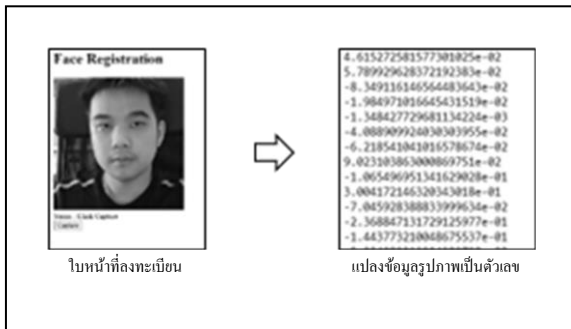 Face Registration
Capture
ใบหน้าที่ลงทะเบียน
4.615272581577301025e-02
5.789929628372192383e-02
-8.349116146564483643e-02
-1.984971016645431519e-02
-1.348427729681134224e-03
-4.088909924030303955e-02
-6.218541041016578674e-02
9.023103863000869751e-02
-1.065496951341629028e-01
3.004172146320343018e-01
-7.045928388833999634e-02
-2.368847131729125977e-01
-1.443773210048675537e-01
แปลงข้อมูลรูปภาพเป็นตัวเลข